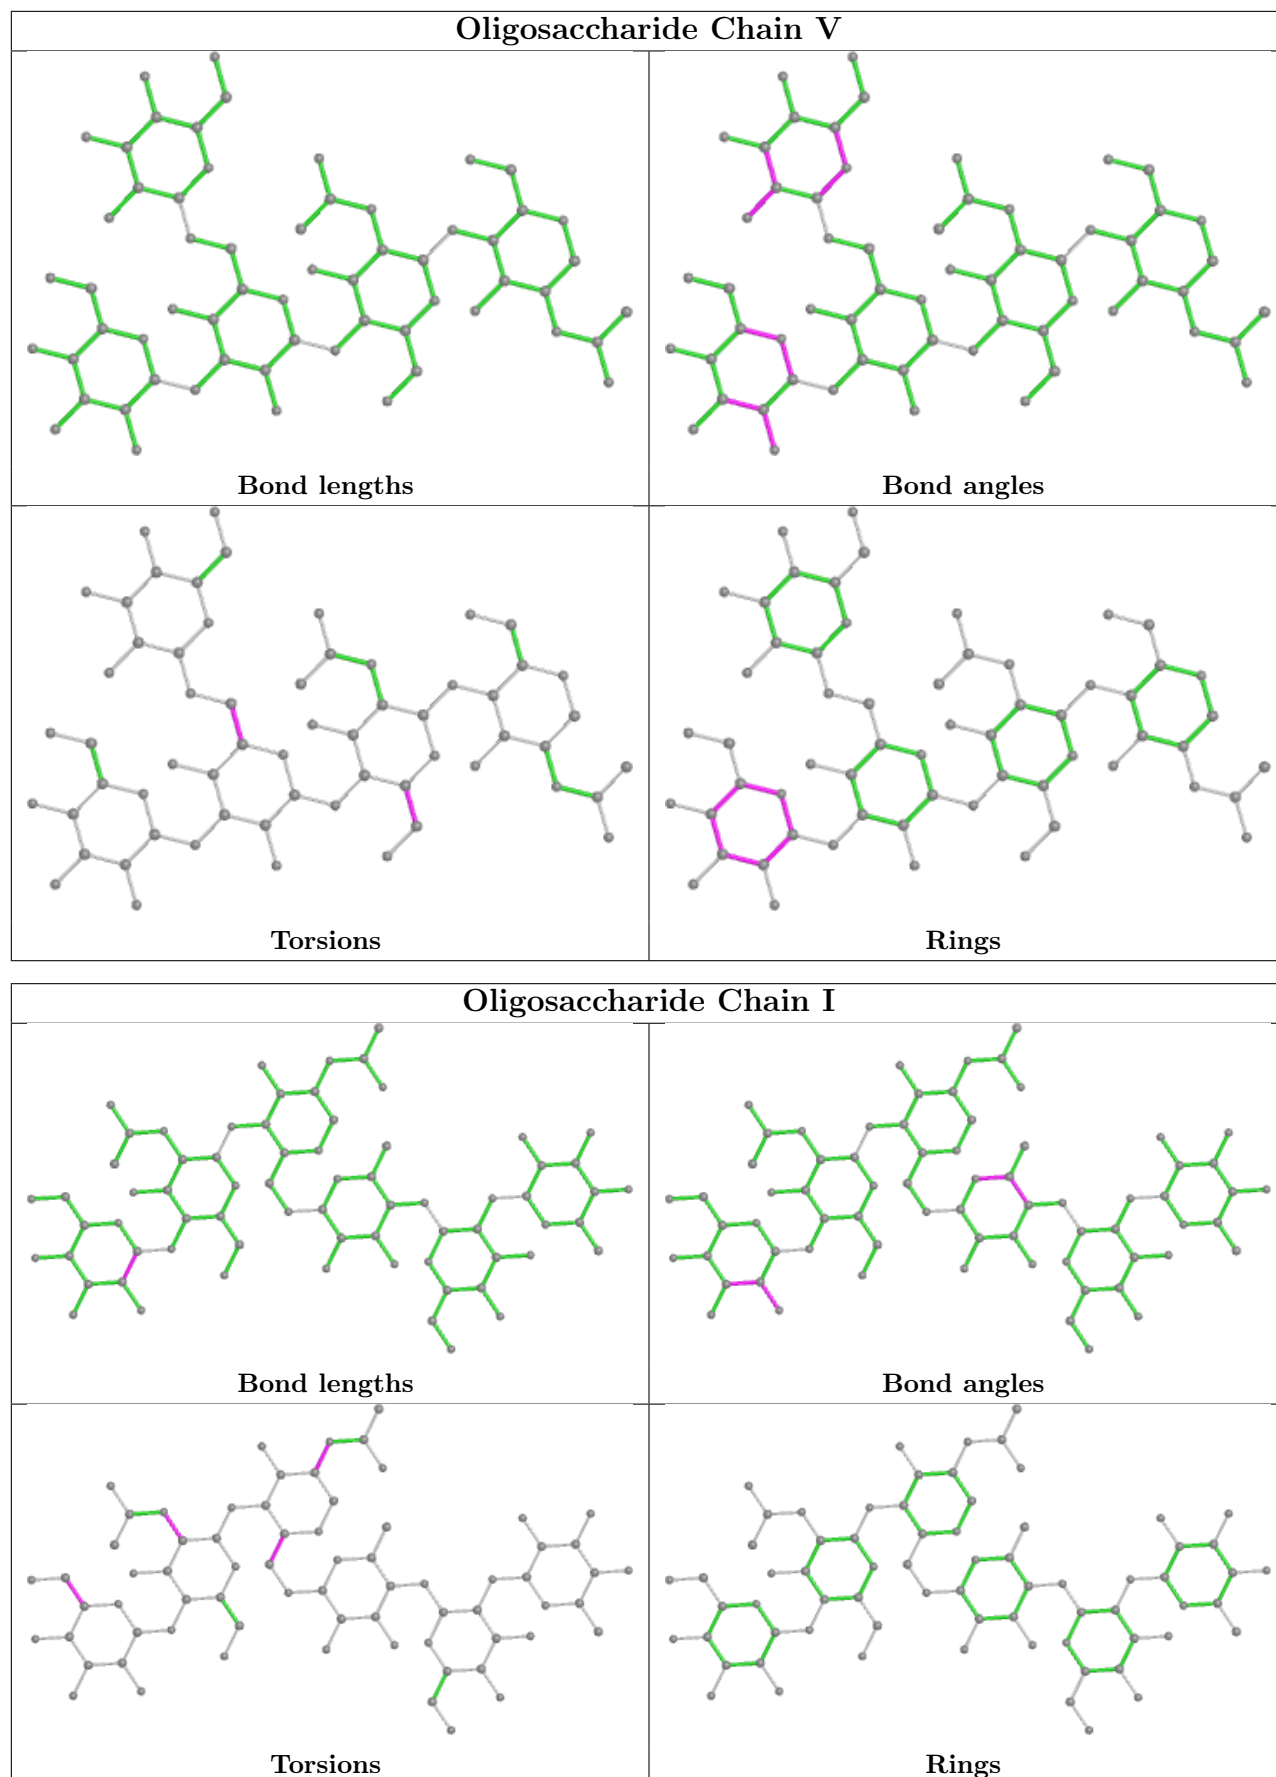 Oligosaccharide Chain V
Bond lengths
Bond angles
Torsions
Rings
Oligosaccharide Chain I
Bond lengths
Bond angles
Torsions
Rings